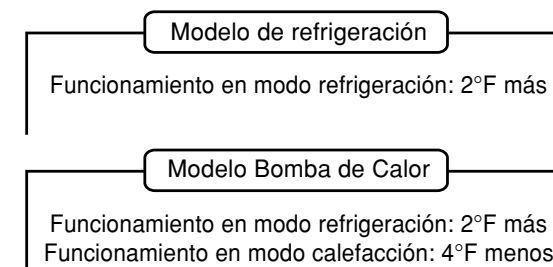 Modelo de refrigeración
Funcionamiento en modo refrigeración: 2°F más
Modelo Bomba de Calor
Funcionamiento en modo refrigeración: 2°F más
Funcionamiento en modo calefacción: 4°F menos